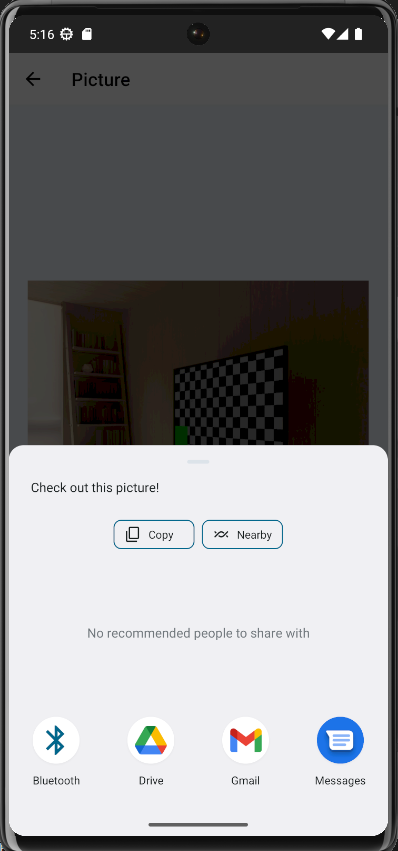 5:16
Picture
Check out this picture!
Copy
Nearby
No recommended people to share with
Bluetooth
Drive
Gmail
Messages